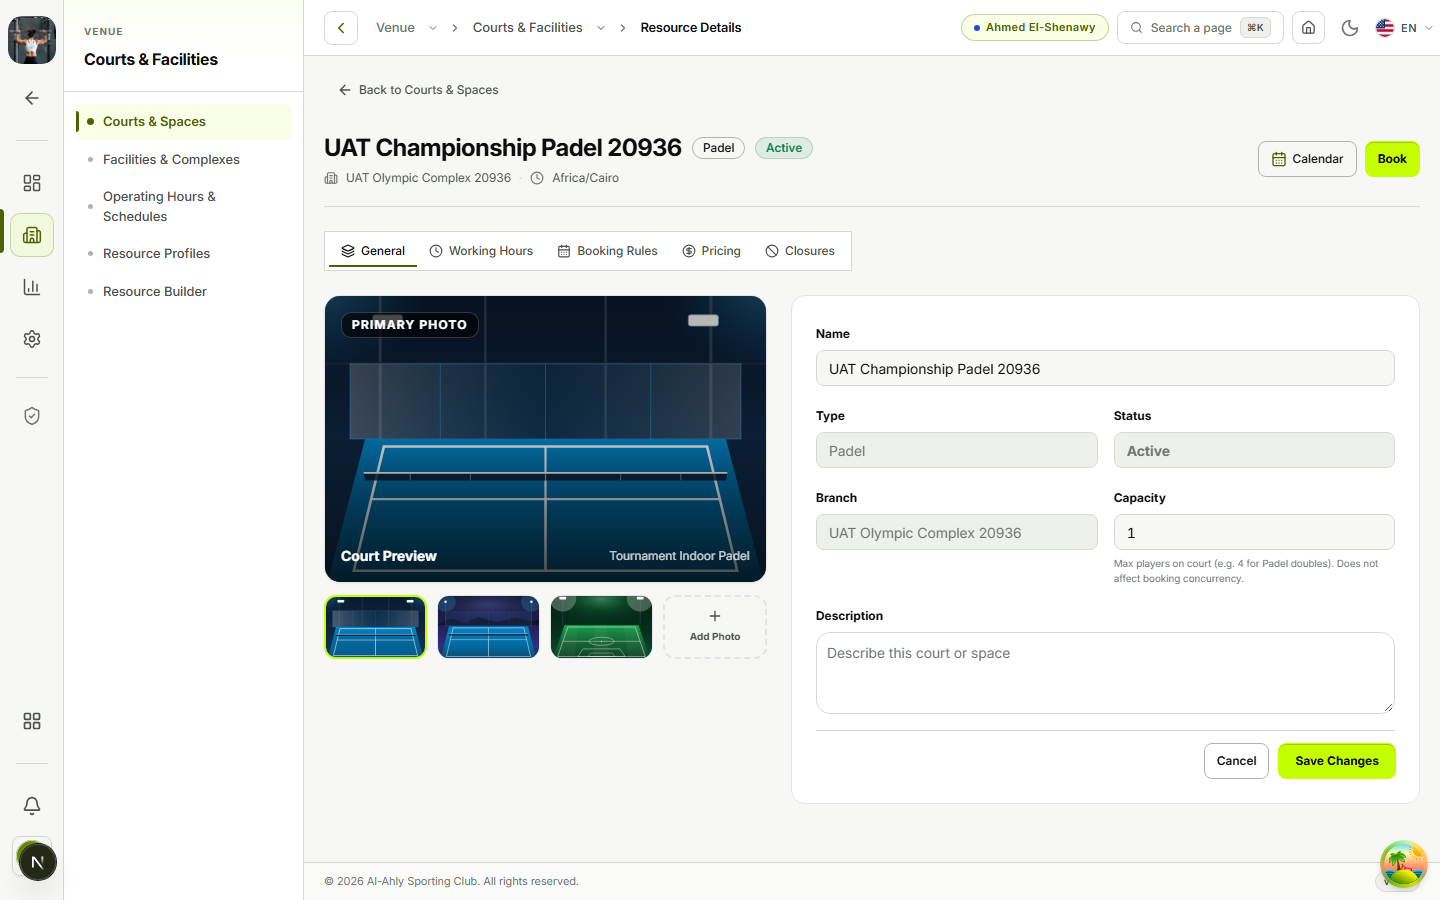 VENUE
Courts & Facilities
Courts & Spaces
Facilities & Complexes
Operating Hours &
Schedules
Resource Profiles
Resource Builder
Venue
Courts & Facilities
Resource Details
Ahmed El-Shenawy
Search a page
⌘K
EN
Back to Courts & Spaces
UAT Championship Padel 20936
Padel
Active
UAT Olympic Complex 20936 · Africa/Cairo
Calendar
Book
General
Working Hours
Booking Rules
Pricing
Closures
PRIMARY PHOTO
Court Preview
Tournament Indoor Padel
Add Photo
Name
UAT Championship Padel 20936
Type
Status
Padel
Active
Branch
Capacity
UAT Olympic Complex 20936
1
Max players on court (e.g. 4 for Padel doubles). Does not
affect booking concurrency.
Description
Describe this court or space
Cancel
Save Changes
N
© 2026 Al-Ahly Sporting Club. All rights reserved.